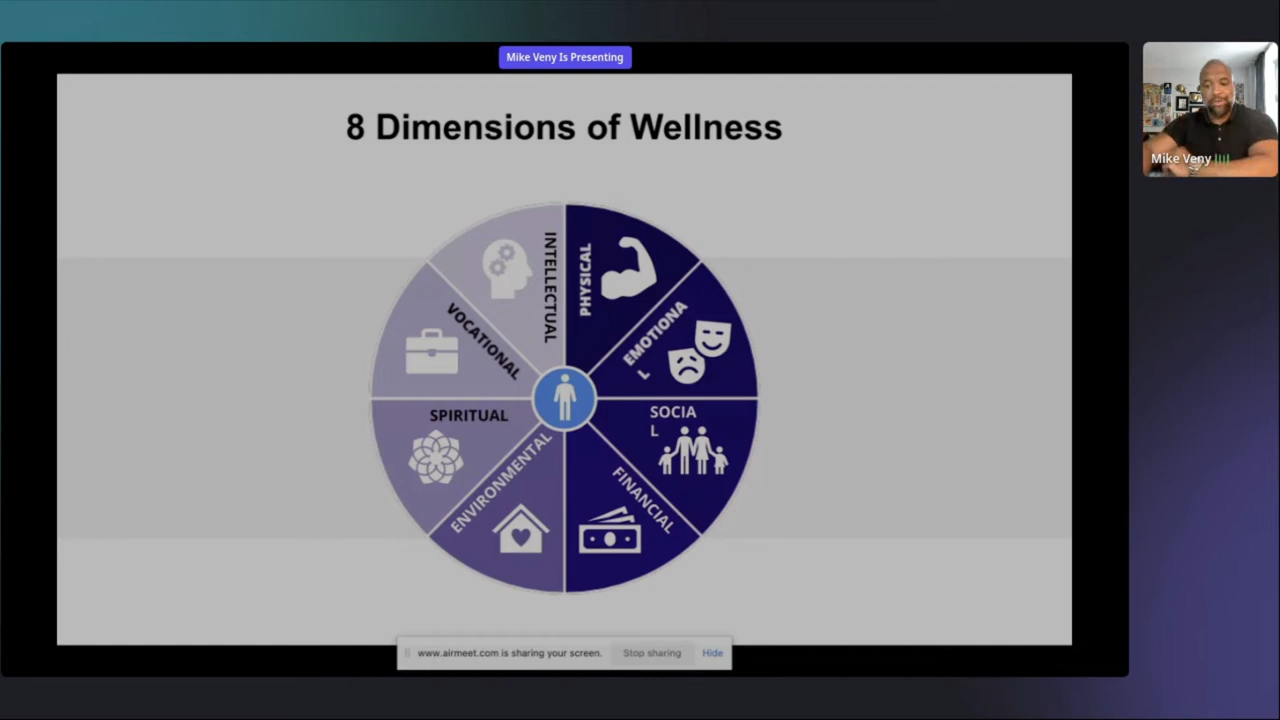 Mike Veny Is Presenting
8 Dimensions of Wellness
INTELLECTUAL
PHYSICAL
VOCATIONAL
EMOTIONA
L
SPIRITUAL
SOCIA
L
ENVIRONMENTAL
FINANCIAL
www.airmeet.com is sharing your screen.
Stop sharing
Hide
Mike Veny